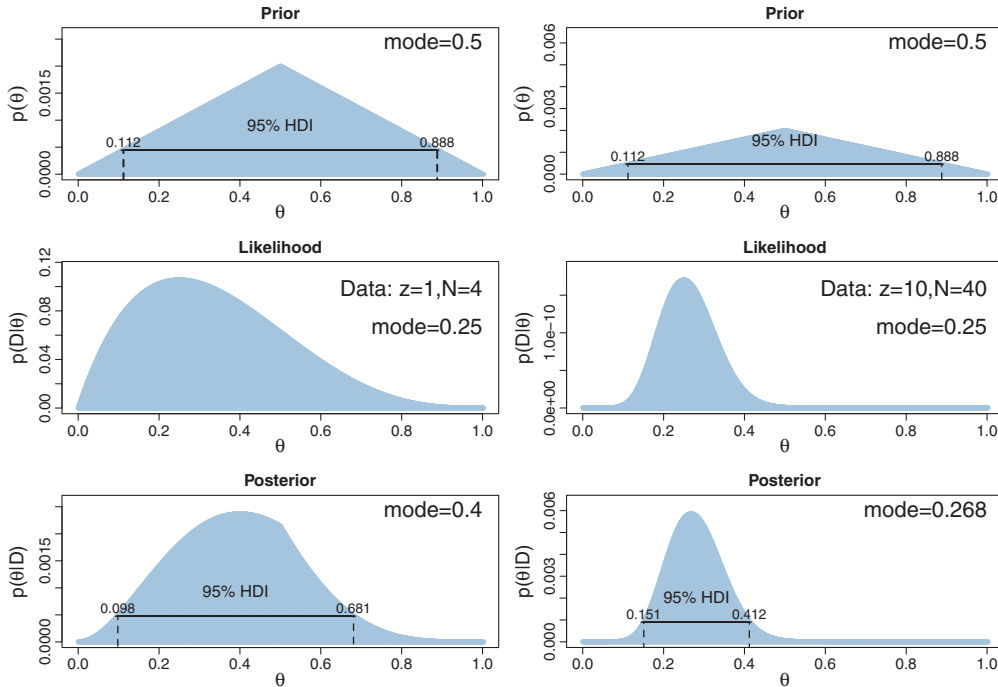 Prior
mode=0.5
95% HDI
0.112
0.888
p(θ)
0.0000
0.0015
0.0 0.2 0.4 0.6 0.8 1.0
θ
Prior
mode=0.5
95% HDI
0.112
0.888
p(θ)
0.000
0.003
0.006
0.0 0.2 0.4 0.6 0.8 1.0
θ
Likelihood
Data: z=1,N=4
mode=0.25
p(D|θ)
0.00
0.04
0.08
0.12
0.0 0.2 0.4 0.6 0.8 1.0
θ
Likelihood
Data: z=10,N=40
mode=0.25
p(D|θ)
0.0e+00
1.0e−10
0.0 0.2 0.4 0.6 0.8 1.0
θ
Posterior
mode=0.4
95% HDI
0.098
0.681
p(θ|D)
0.0000
0.0015
0.0 0.2 0.4 0.6 0.8 1.0
θ
Posterior
mode=0.268
95% HDI
0.151
0.412
p(θ|D)
0.000
0.003
0.006
0.0 0.2 0.4 0.6 0.8 1.0
θ